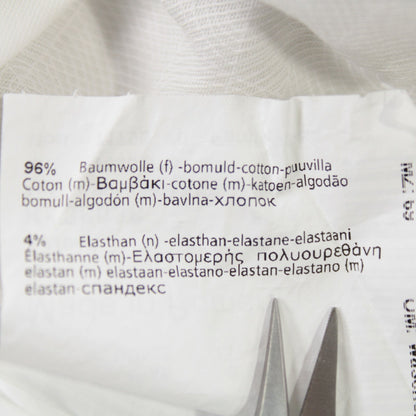 96% Baumwolle (f) -bomuld-cotton-puuvilla
Coton (m)-Βαμβάκι-cotone (m)-katoen-algodão
bomull-algodón (m)-bavlna-хлопок
4% Elasthan (n) -elasthan-elastane-elastaani
Élasthanne (m)-Ελαστομερής πολυουρεθάνη
elastan (m) elastaan-elastano-elastan-elastano (m)
elastan-спандекс